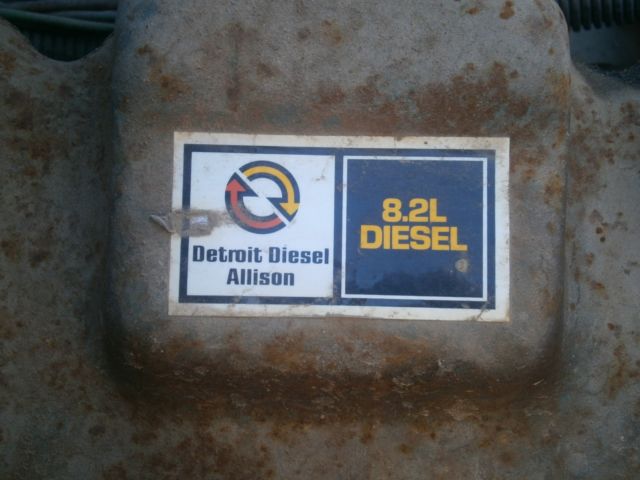 Detroit Diesel
Allison
8.2L
DIESEL